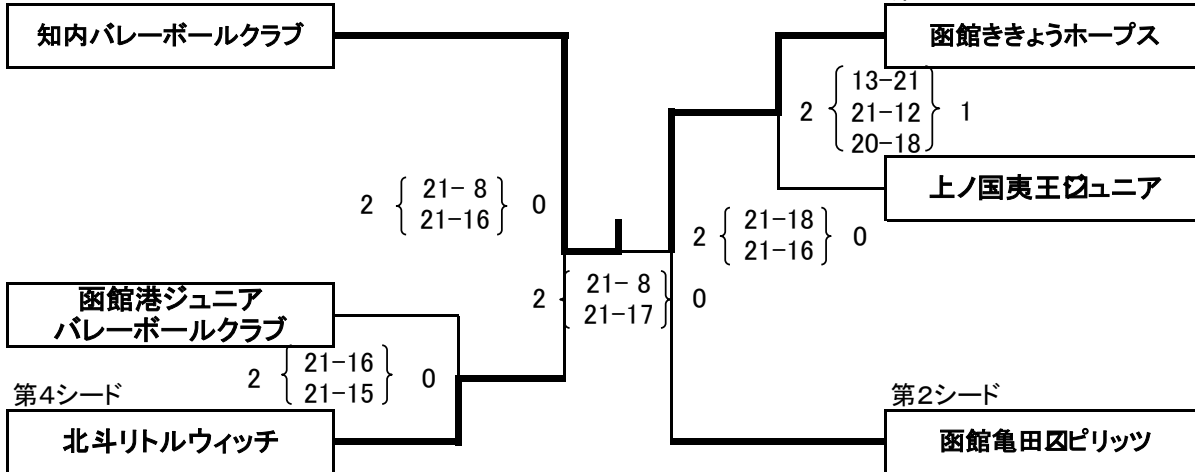 知内バレーボールクラブ
函館ききょうホープス
2
13-21
21-12
20-18
1
上ノ国夷王ジュニア
2
21- 8
21-16
0
2
21-18
21-16
0
函館港ジュニア
バレーボールクラブ
2
21- 8
21-17
0
2
21-16
21-15
0
第4シード
北斗リトルウィッチ
第2シード
函館亀田スピリッツ